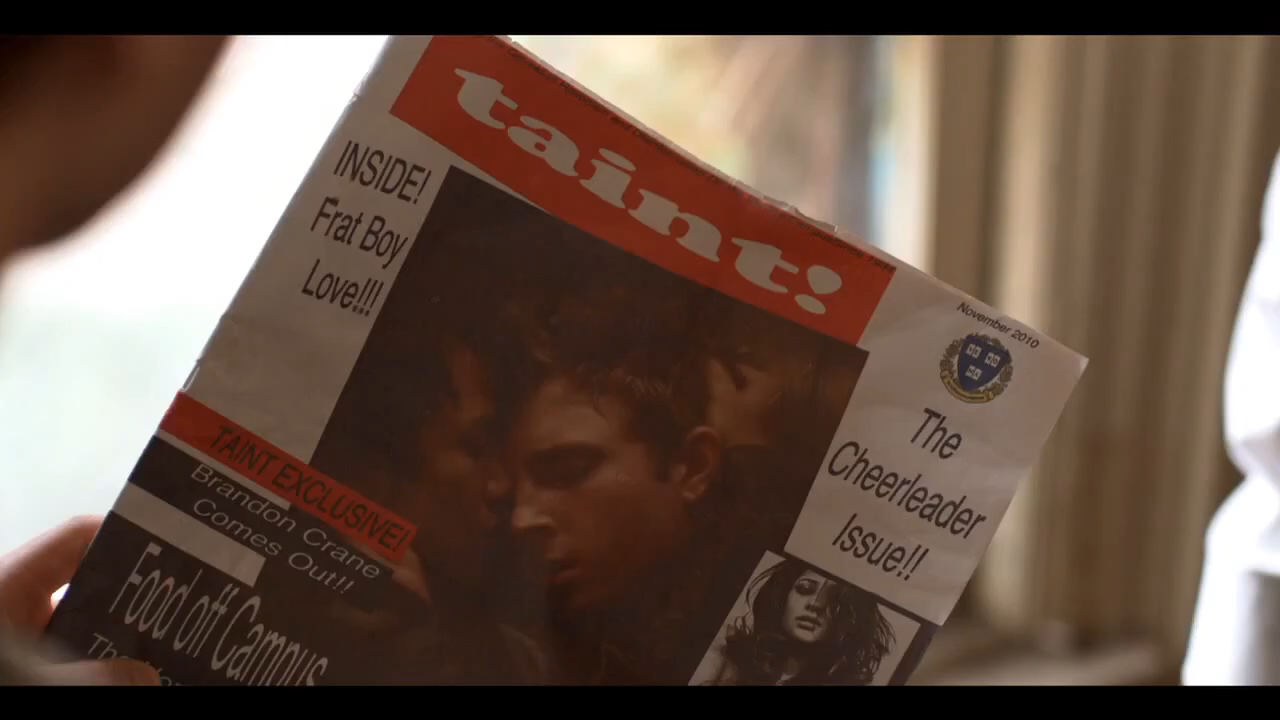 taint!
November 2010
INSIDE!
Frat Boy
Love!!!
The
Cheerleader
Issue!!
TAINT EXCLUSIVE!
Brandon Crane
Comes Out!!
Food off Campus
The